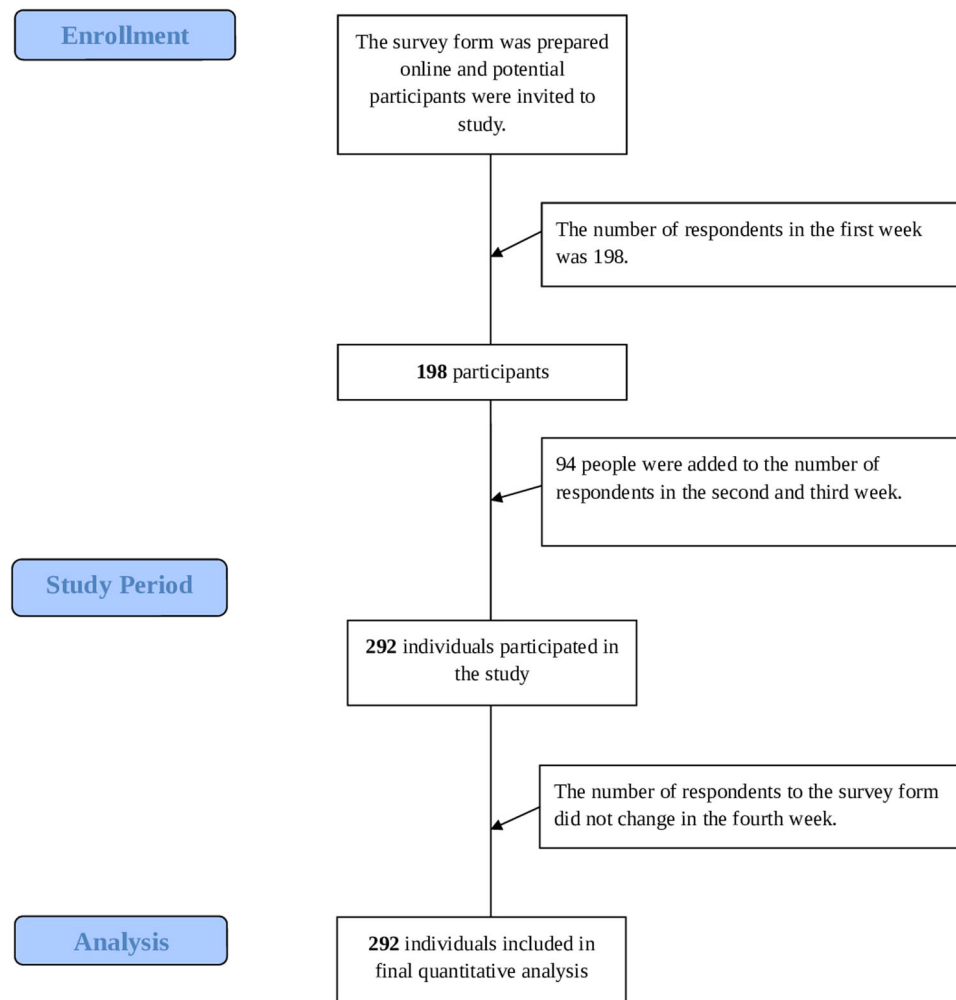 Enrollment
The survey form was prepared
online and potential
participants were invited to
study.
The number of respondents in the first week
was 198.
198 participants
94 people were added to the number of
respondents in the second and third week.
Study Period
292 individuals participated in
the study
The number of respondents to the survey form
did not change in the fourth week.
Analysis
292 individuals included in
final quantitative analysis